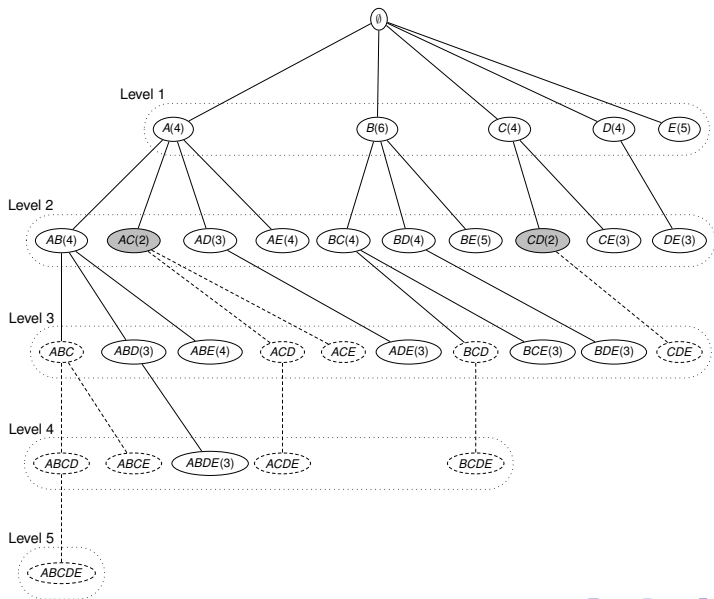 ∅
Level 1
A(4) B(6) C(4) D(4) E(5)
Level 2
AB(4) AC(2) AD(3) AE(4) BC(4) BD(4) BE(5) CD(2) CE(3) DE(3)
Level 3
ABC ABD(3) ABE(4) ACD ACE ADE(3) BCD BCE(3) BDE(3) CDE
Level 4
ABCD ABCE ABDE(3) ACDE BCDE
Level 5
ABCDE